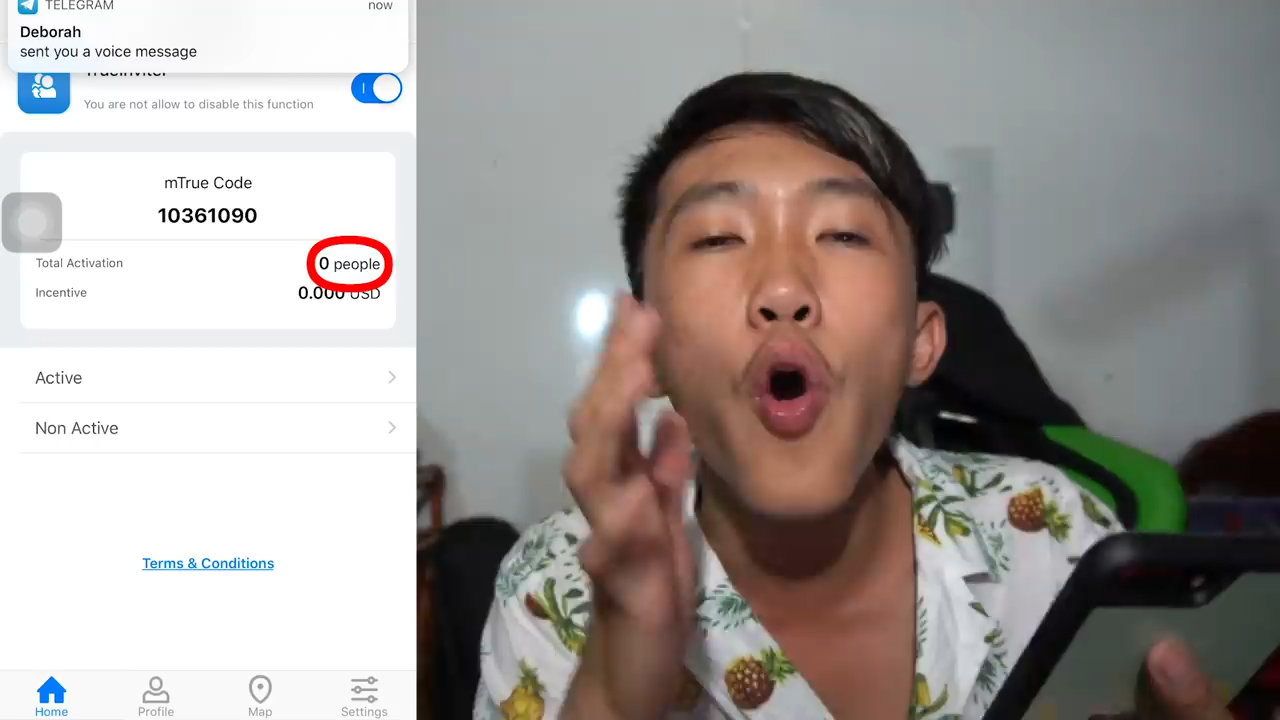 TELEGRAM
now
Deborah
sent you a voice message
TrueInviter
You are not allow to disable this function
mTrue Code
10361090
Total Activation
0 people
Incentive
0.000 USD
Active
Non Active
Terms & Conditions
Home
Profile
Map
Settings